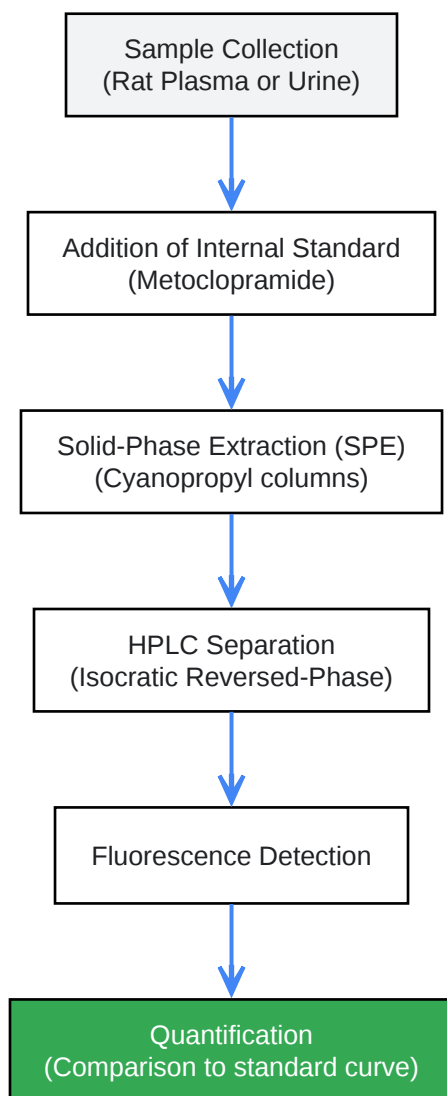 Sample Collection
(Rat Plasma or Urine)
Addition of Internal Standard
(Metoclopramide)
Solid-Phase Extraction (SPE)
(Cyanopropyl columns)
HPLC Separation
(Isocratic Reversed-Phase)
Fluorescence Detection
Quantification
(Comparison to standard curve)